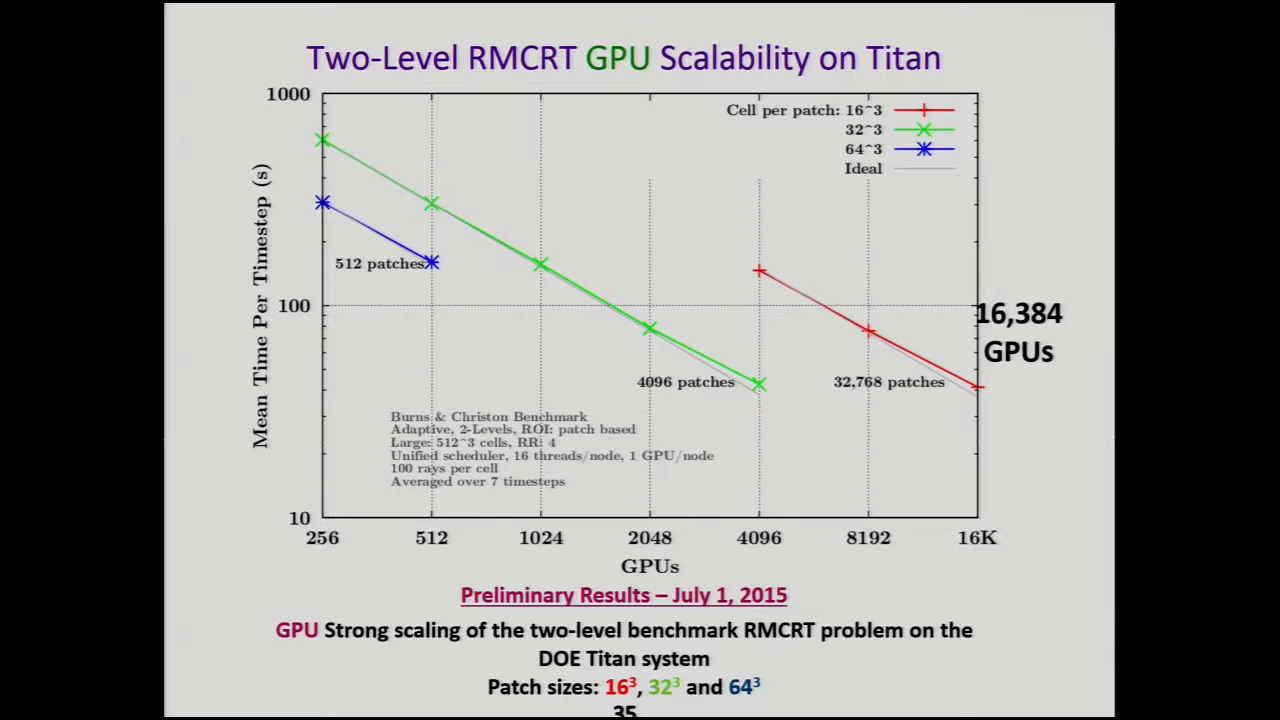 Two-Level RMCRT GPU Scalability on Titan
1000
100
10
Mean Time Per Timestep (s)
Cell per patch: 16^3
32^3
64^3
Ideal
512 patches
4096 patches
32,768 patches
16,384
GPUs
Burns & Christon Benchmark
Adaptive, 2-Levels, ROI: patch based
Large: 512^3 cells, RR: 4
Unified scheduler, 16 threads/node, 1 GPU/node
100 rays per cell
Averaged over 7 timesteps
256 512 1024 2048 4096 8192 16K
GPUs
Preliminary Results – July 1, 2015
GPU Strong scaling of the two-level benchmark RMCRT problem on the
DOE Titan system
Patch sizes: 16³, 32³ and 64³
35